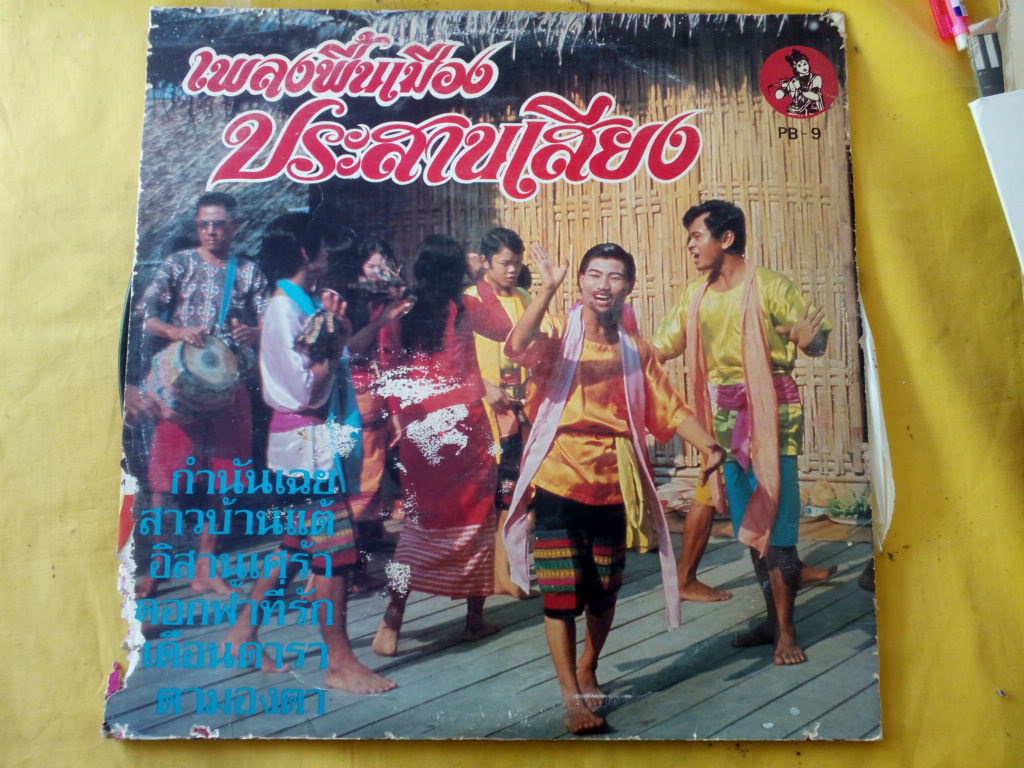 เพลงพื้นเมือง
ประสานเสียง
PB-9
กำนันเฉย
สาวบ้านแต้
อิสานเศร้า
ดอกฟ้าที่รัก
เดือนดารา
ตามองตา